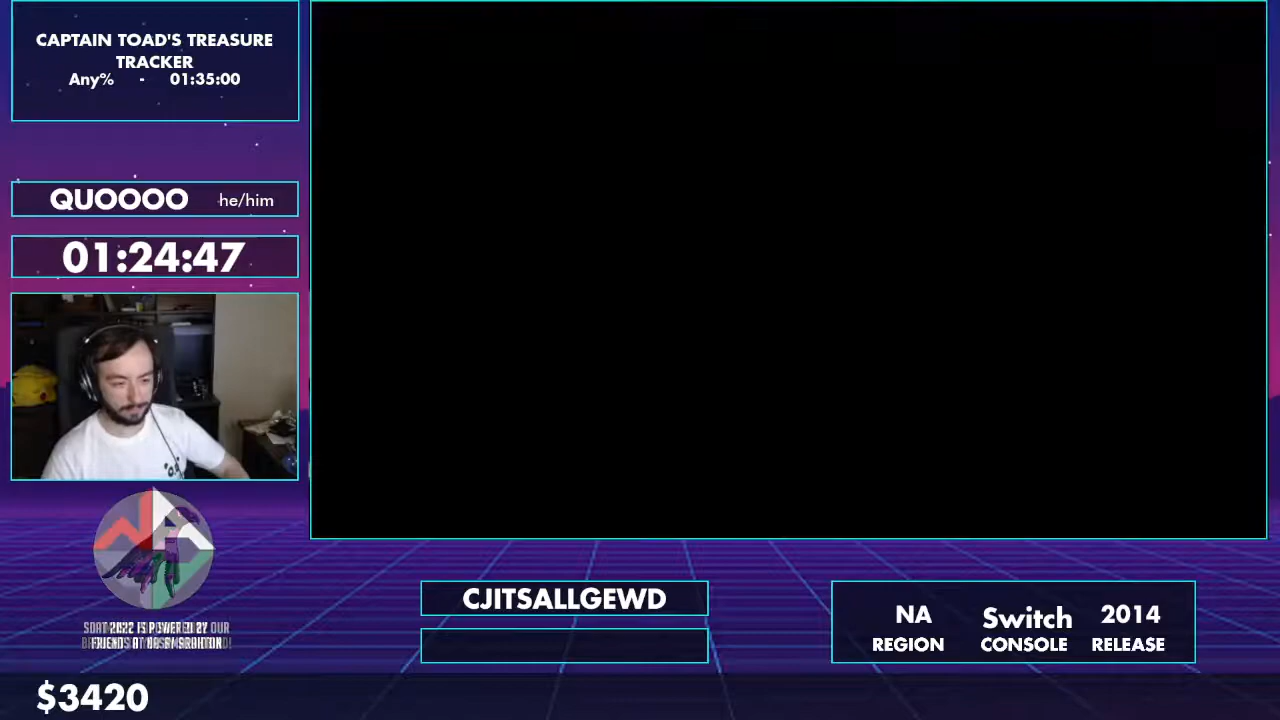 CAPTAIN TOAD'S TREASURE
TRACKER
Any% - 01:35:00
QUOOOO he/him
01:24:47
CJITSALLGEWD
NA Switch 2014
REGION CONSOLE RELEASE
$3420